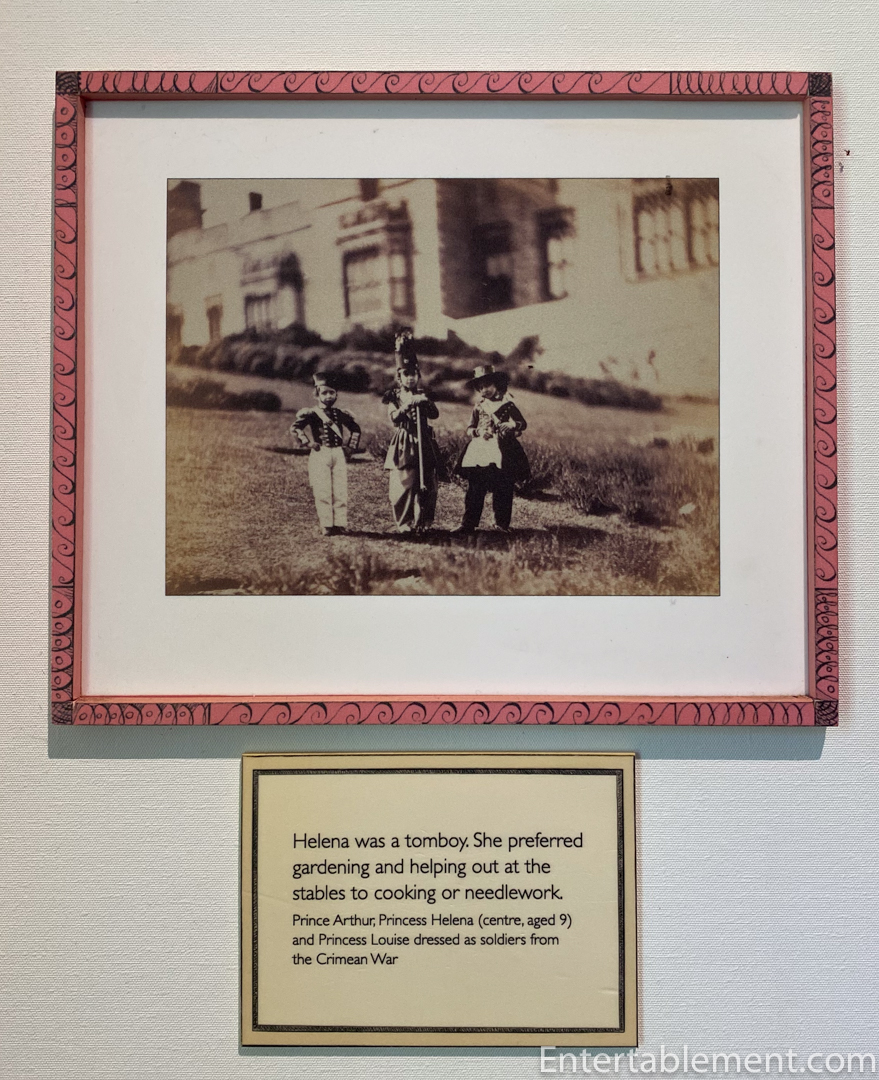 Helena was a tomboy. She preferred
gardening and helping out at the
stables to cooking or needlework.
Prince Arthur, Princess Helena (centre, aged 9)
and Princess Louise dressed as soldiers from
the Crimean War
Entertablement.com